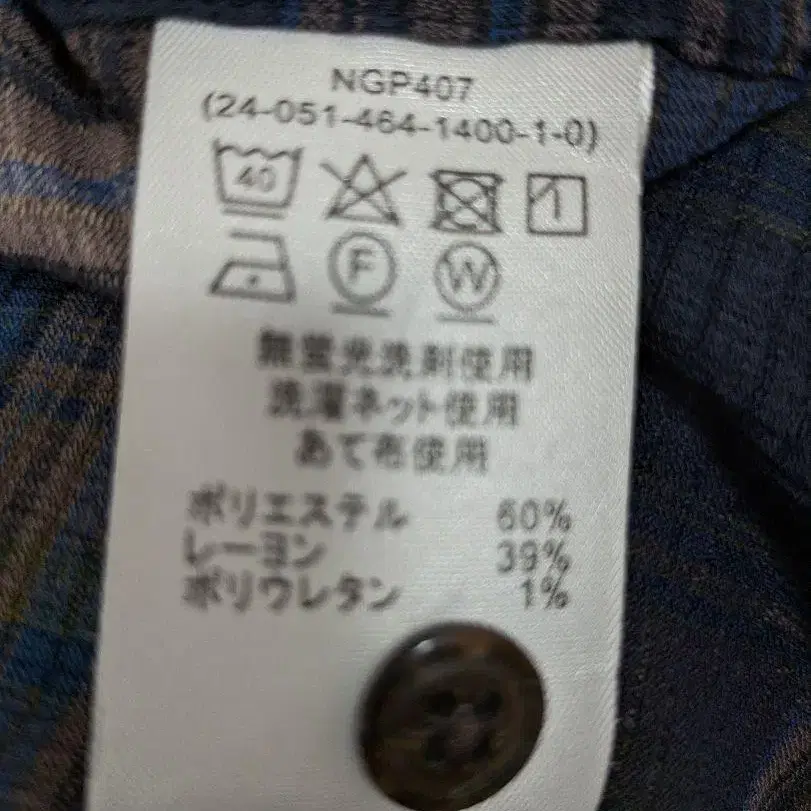 NGP407
(24-051-464-1400-1-0)
40
F W
無蛍光洗剤使用
洗濯ネット使用
あて布使用
ポリエステル 60%
レーヨン 39%
ポリウレタン 1%